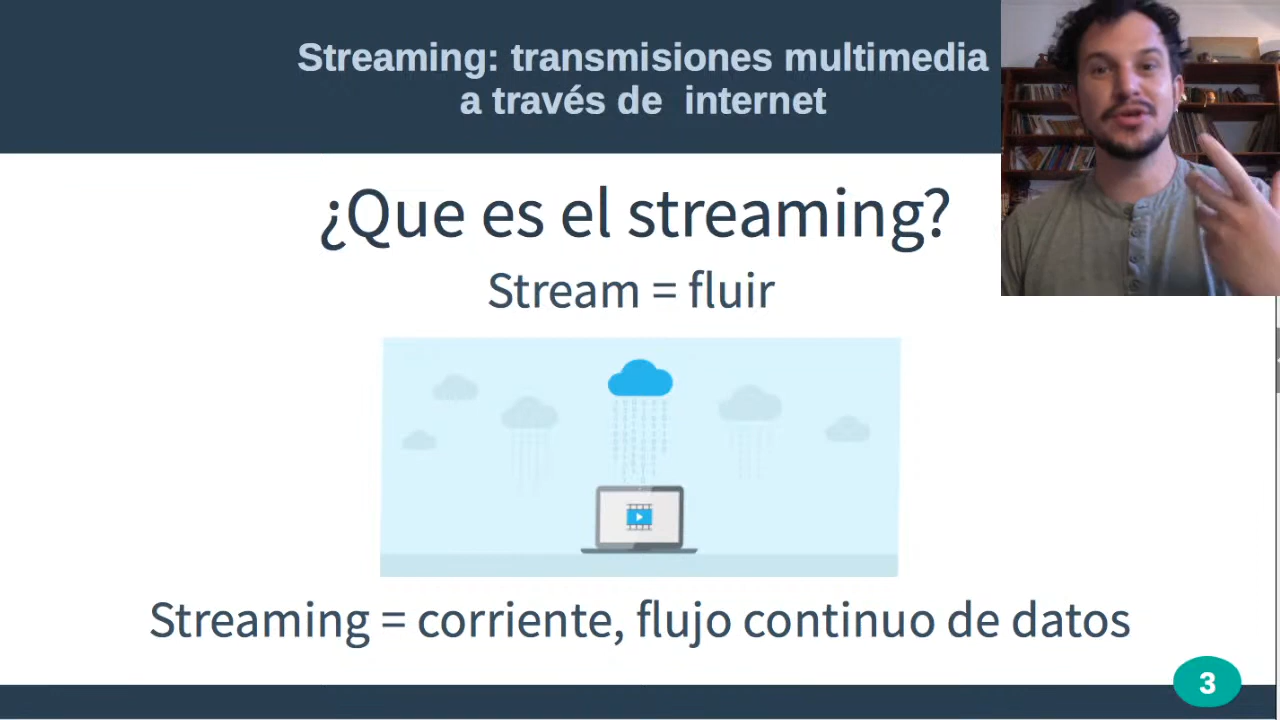 Streaming: transmisiones multimedia
a través de internet
¿Que es el streaming?
Stream = fluir
Streaming = corriente, flujo continuo de datos
3